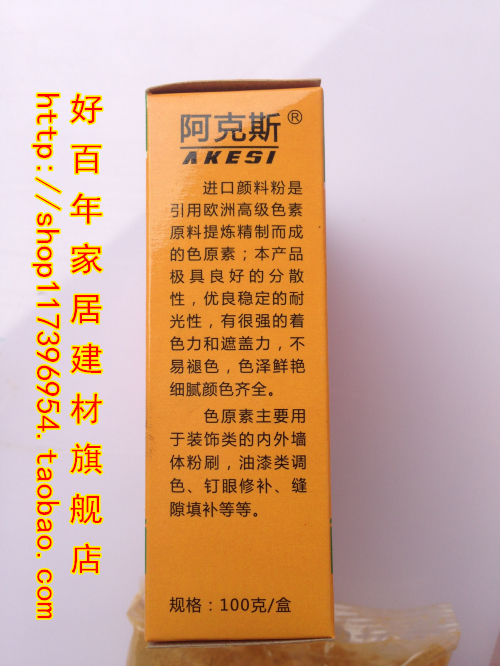 好百年家居建材旗舰店
http://shop117396954.taobao.com
阿克斯®
AKESI
进口颜料粉是
引用欧洲高级色素
原料提炼精制而成
的色原素；本产品
极具良好的分散
性，优良稳定的耐
光性，有很强的着
色力和遮盖力，不
易褪色，色泽鲜艳
细腻颜色齐全。
色原素主要用
于装饰类的内外墙
体粉刷，油漆类调
色、钉眼修补、缝
隙填补等等。
规格：100克/盒